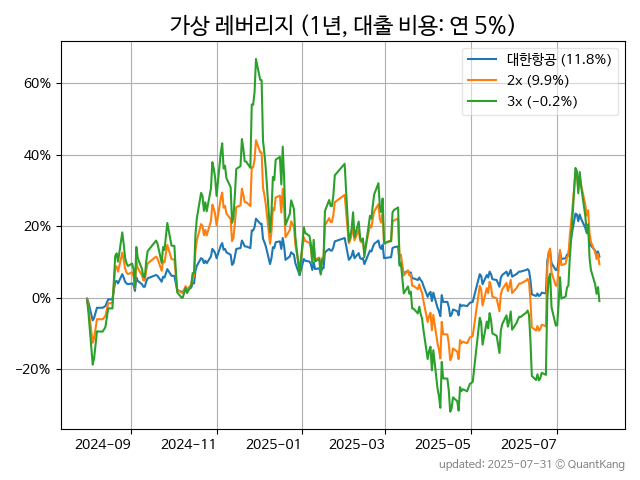 가상 레버리지 (1년, 대출 비용: 연 5%)
대한항공 (11.8%)
2x (9.9%)
3x (-0.2%)
60%
40%
20%
0%
−20%
2024-09 2024-11 2025-01 2025-03 2025-05 2025-07
updated: 2025-07-31 © QuantKang